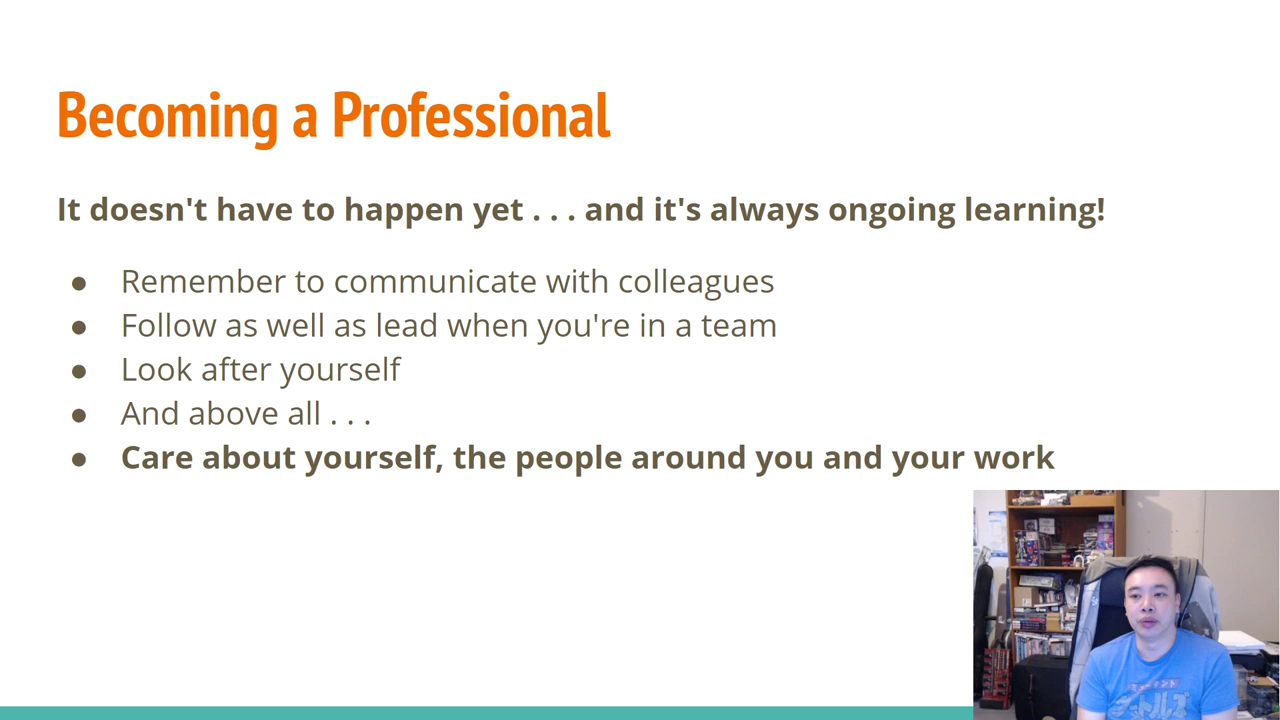 Becoming a Professional
It doesn't have to happen yet . . . and it's always ongoing learning!
● Remember to communicate with colleagues
● Follow as well as lead when you're in a team
● Look after yourself
● And above all . . .
● Care about yourself, the people around you and your work